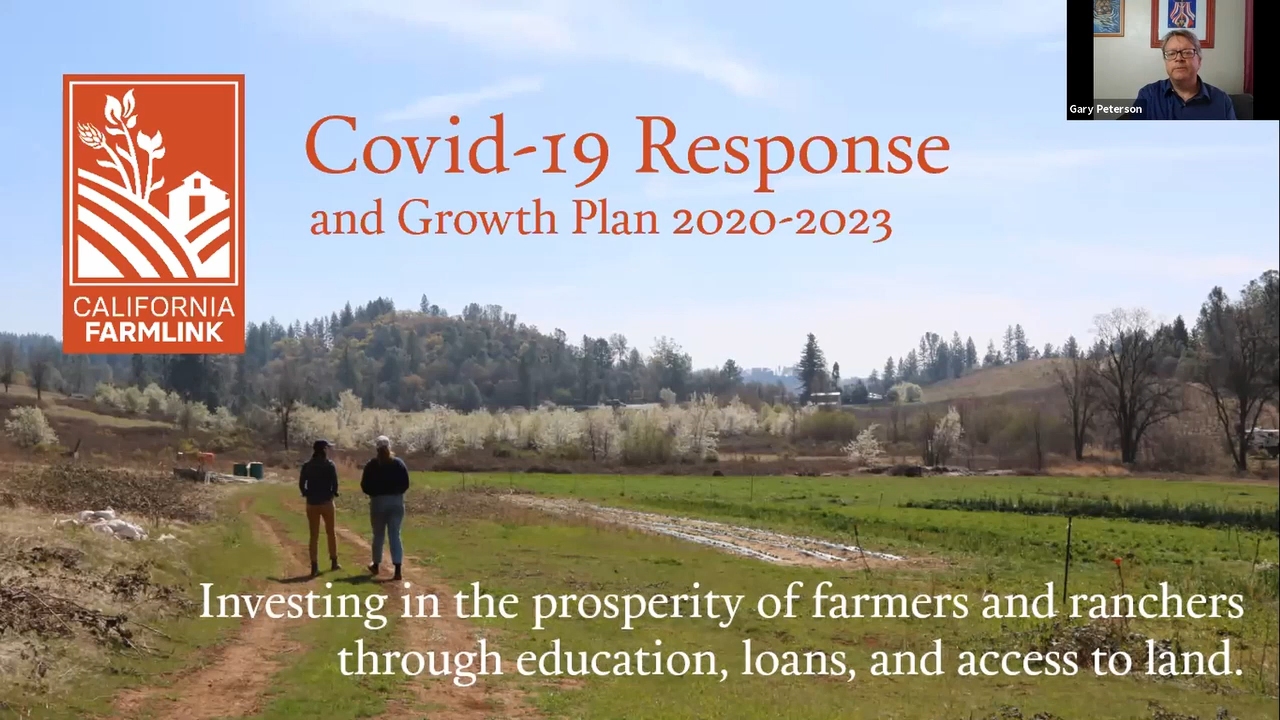 Gary Peterson
Covid-19 Response
and Growth Plan 2020-2023
CALIFORNIA
FARMLINK
Investing in the prosperity of farmers and ranchers
through education, loans, and access to land.